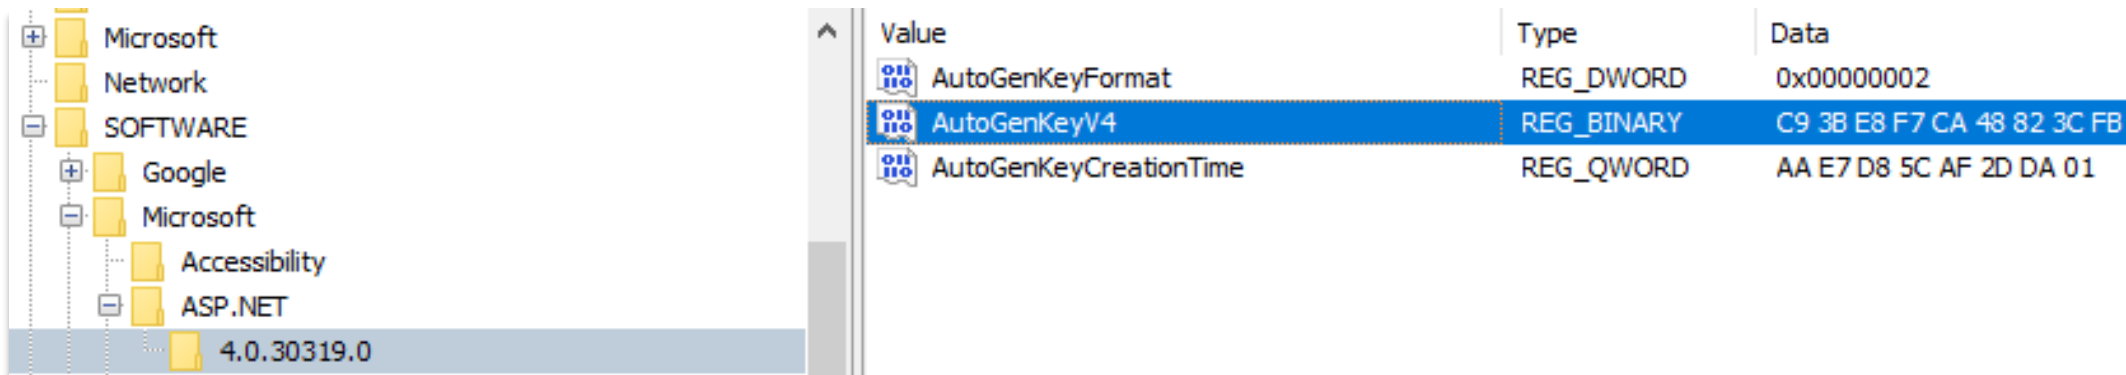 Microsoft
Network
SOFTWARE
Google
Microsoft
Accessibility
ASP.NET
4.0.30319.0
Value Type Data
AutoGenKeyFormat REG_DWORD 0x00000002
AutoGenKeyV4 REG_BINARY C9 3B E8 F7 CA 48 82 3C FB
AutoGenKeyCreationTime REG_QWORD AA E7 D8 5C AF 2D DA 01